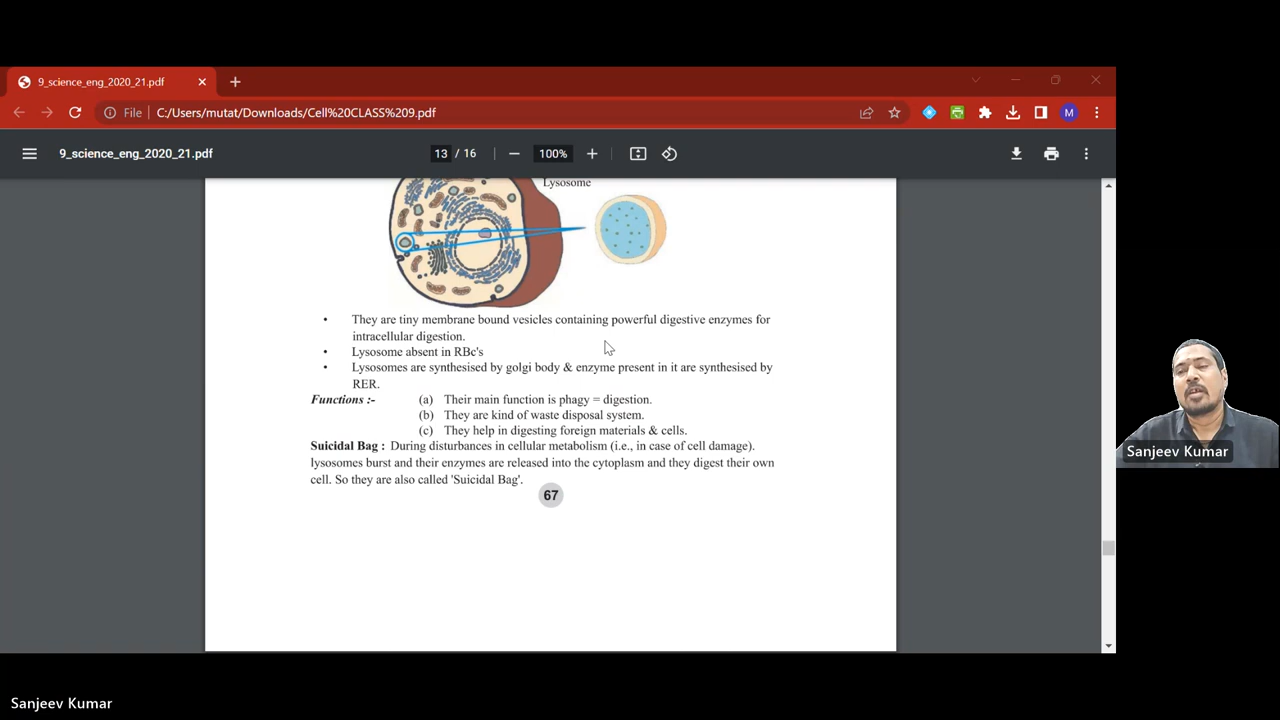 9_science_eng_2020_21.pdf
File C:/Users/mutat/Downloads/Cell%20CLASS%209.pdf
M
9_science_eng_2020_21.pdf
13 / 16
100%
Lysosome
• They are tiny membrane bound vesicles containing powerful digestive enzymes for
intracellular digestion.
• Lysosome absent in RBc's
• Lysosomes are synthesised by golgi body & enzyme present in it are synthesised by
RER.
Functions :- (a) Their main function is phagy = digestion.
(b) They are kind of waste disposal system.
(c) They help in digesting foreign materials & cells.
Suicidal Bag : During disturbances in cellular metabolism (i.e., in case of cell damage).
lysosomes burst and their enzymes are released into the cytoplasm and they digest their own
cell. So they are also called 'Suicidal Bag'.
67
Sanjeev Kumar
Sanjeev Kumar